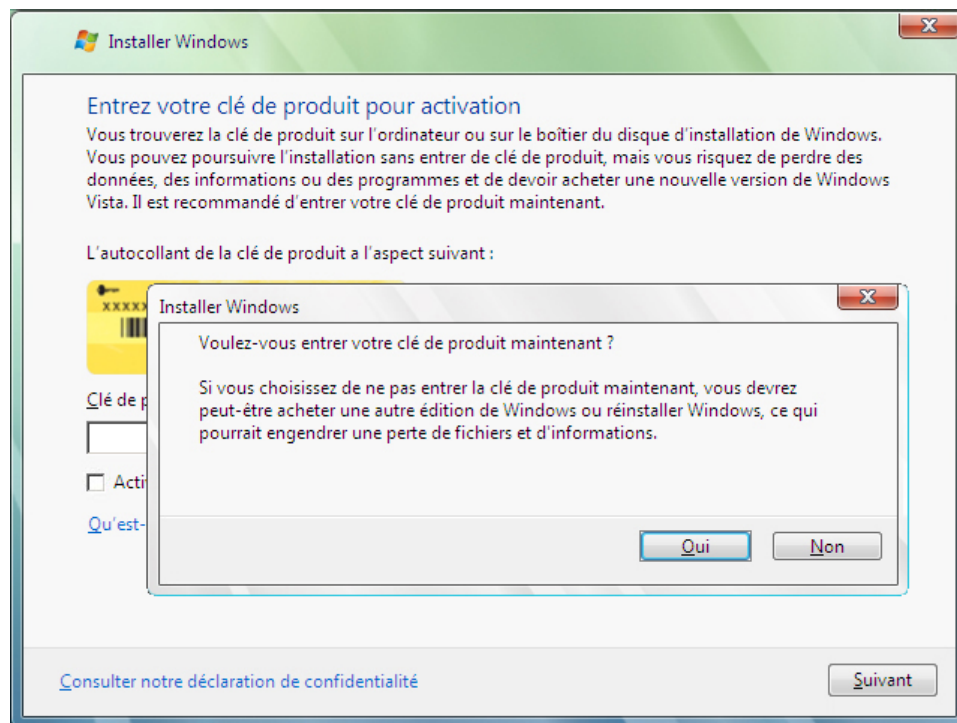 Installer Windows
Entrez votre clé de produit pour activation
Vous trouverez la clé de produit sur l'ordinateur ou sur le boîtier du disque d'installation de Windows.
Vous pouvez poursuivre l'installation sans entrer de clé de produit, mais vous risquez de perdre des
données, des informations ou des programmes et de devoir acheter une nouvelle version de Windows
Vista. Il est recommandé d'entrer votre clé de produit maintenant.
L'autocollant de la clé de produit a l'aspect suivant :
XXXXX
Installer Windows
Voulez-vous entrer votre clé de produit maintenant ?
Si vous choisissez de ne pas entrer la clé de produit maintenant, vous devrez
peut-être acheter une autre édition de Windows ou réinstaller Windows, ce qui
pourrait engendrer une perte de fichiers et d'informations.
Clé de p
Acti
Qu'est-
Oui Non
Consulter notre déclaration de confidentialité
Suivant